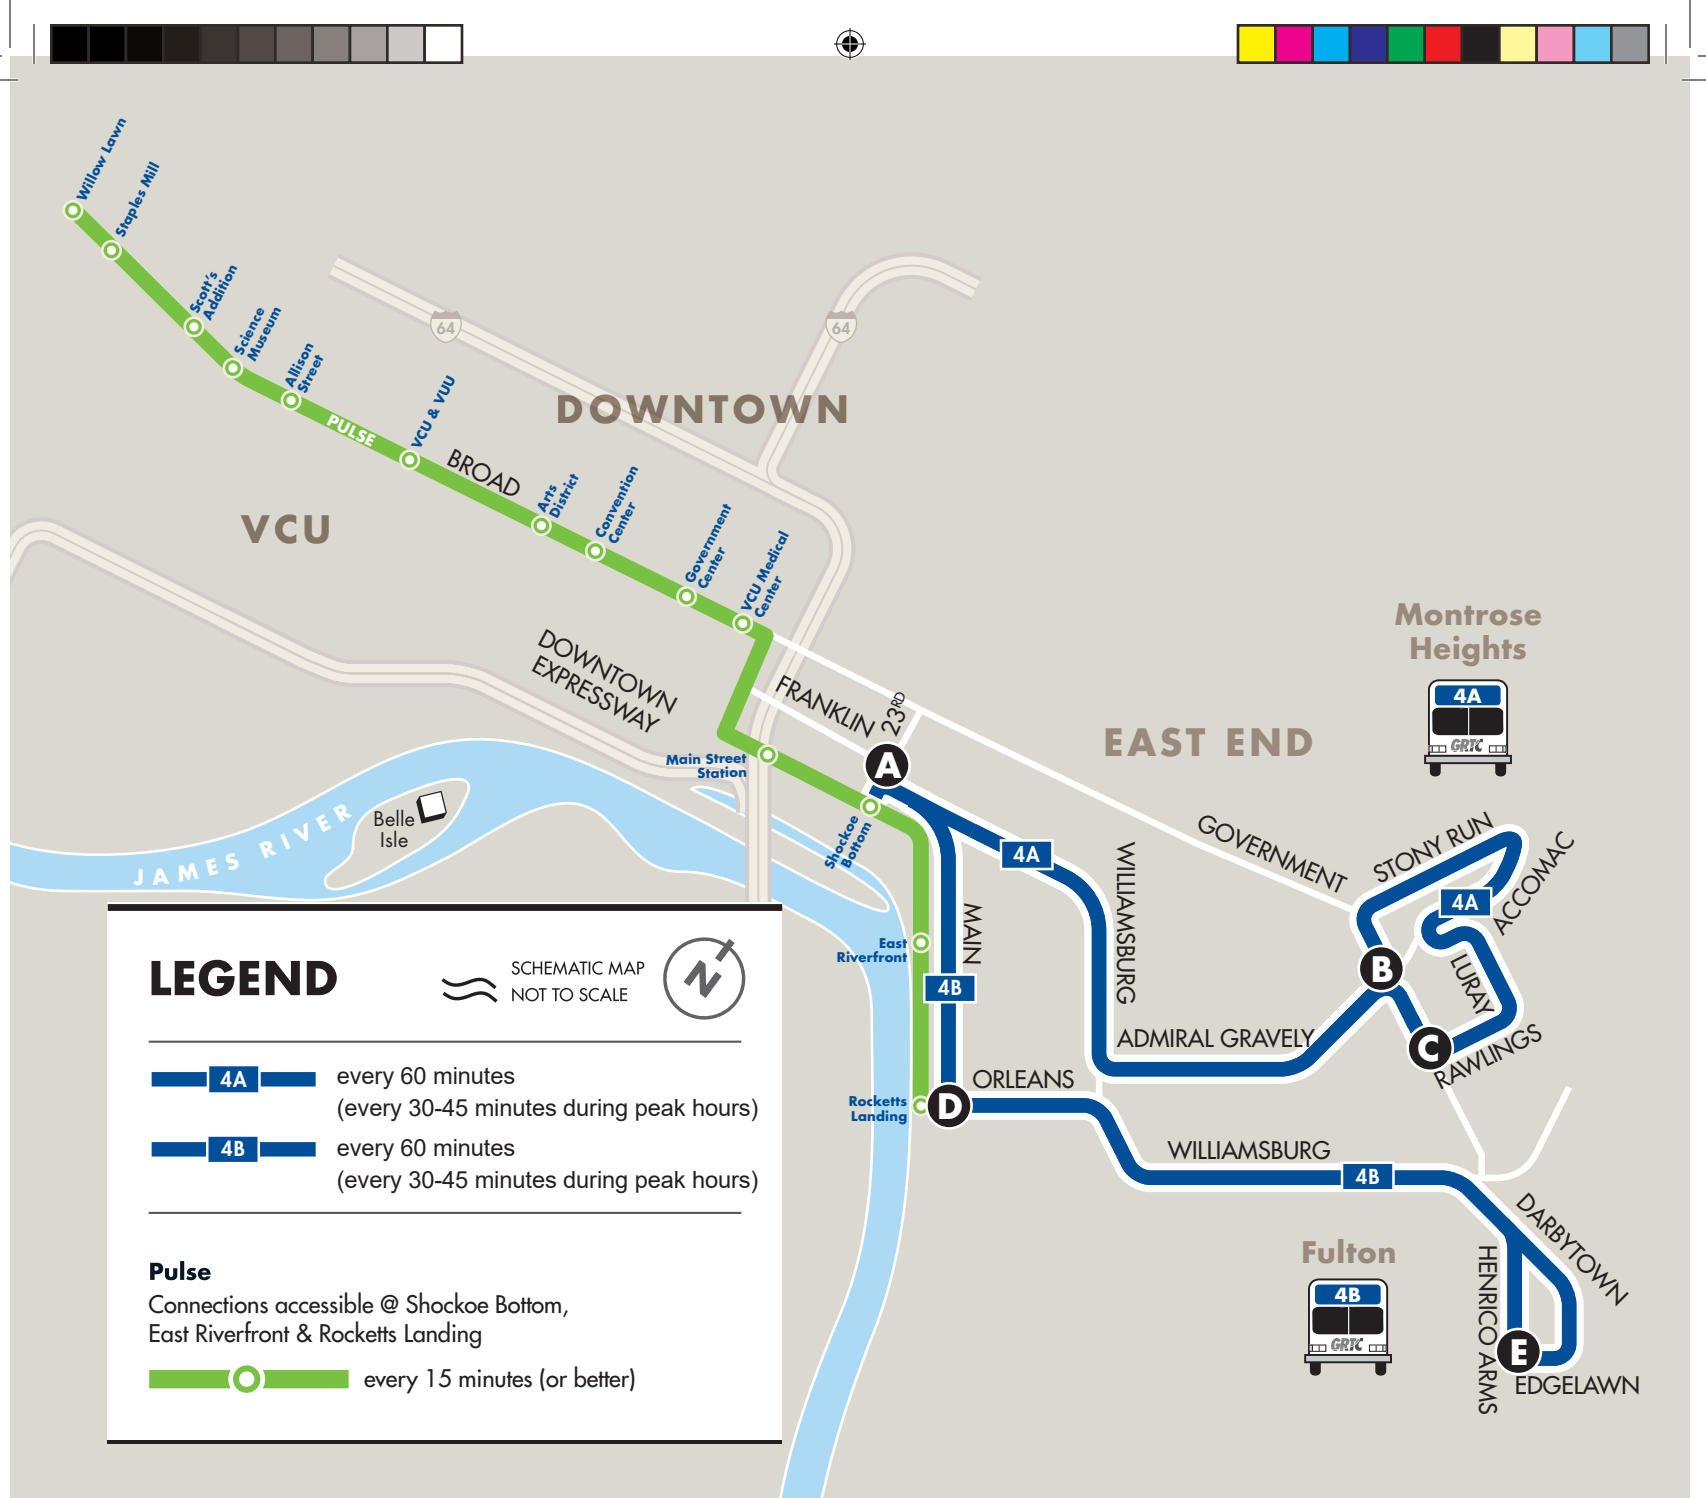 Willow Lawn
Staples Mill
Scott's
Addition
Science
Museum
Allison
Street
64
64
DOWNTOWN
PULSE
VCU & VUU
BROAD
VCU
Arts
District
Convention
Center
Government
Center
VCU Medical
Center
DOWNTOWN
EXPRESSWAY
FRANKLIN
23RD
Montrose
Heights
4A
GRTC
EAST END
Main Street
Station
A
Shockoe
Bottom
JAMES RIVER
Belle
Isle
4A
WILLIAMSBURG
GOVERNMENT
STONY RUN
ACCOMAC
4A
LURAY
B
C
RAWLINGS
East
Riverfront
MAIN
4B
ADMIRAL GRAVELY
ORLEANS
Rocketts
Landing
D
WILLIAMSBURG
4B
DARBYTOWN
Fulton
4B
GRTC
HENRICO ARMS
E
EDGELAWN
LEGEND
SCHEMATIC MAP
NOT TO SCALE
N
4A
every 60 minutes
(every 30-45 minutes during peak hours)
4B
every 60 minutes
(every 30-45 minutes during peak hours)
Pulse
Connections accessible @ Shockoe Bottom,
East Riverfront & Rocketts Landing
every 15 minutes (or better)